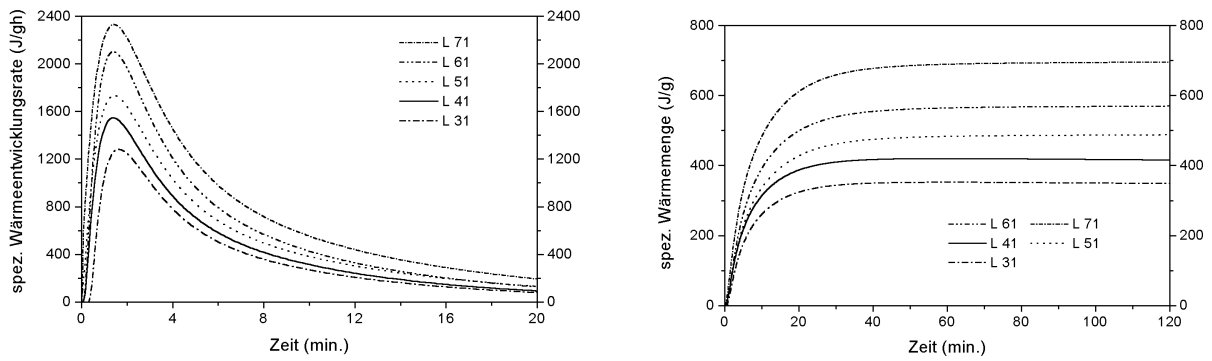 spez. Wärmeentwicklungsrate (J/gh)
2400
2000
1600
1200
800
400
0
2400
2000
1600
1200
800
400
0
L 71
L 61
L 51
L 41
L 31
0 4 8 12 16 20
Zeit (min.)
spez. Wärmemenge (J/g)
800
600
400
200
0
800
600
400
200
0
L 61 L 71
L 41 L 51
L 31
0 20 40 60 80 100 120
Zeit (min.)